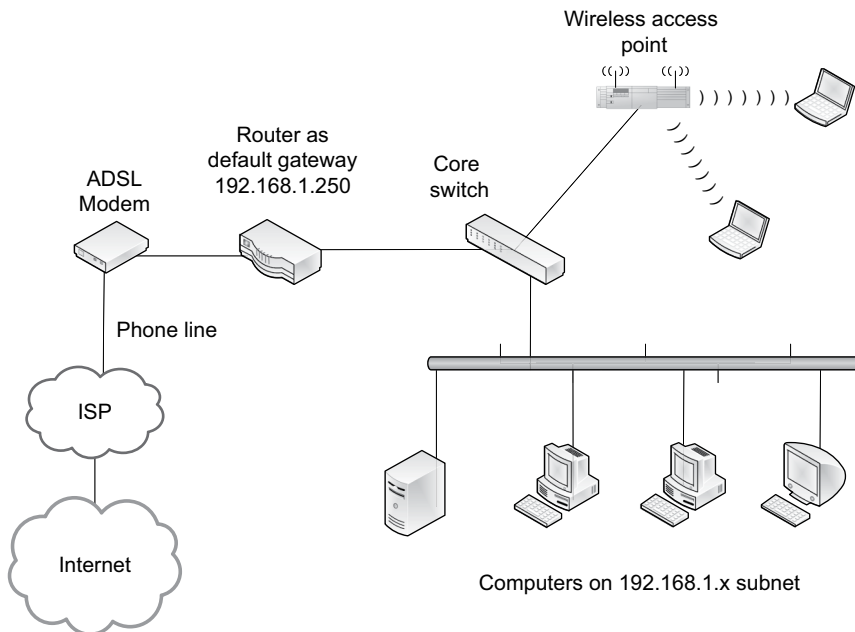 Wireless access
point
Router as
default gateway
192.168.1.250
Core
switch
ADSL
Modem
Phone line
ISP
Internet
Computers on 192.168.1.x subnet